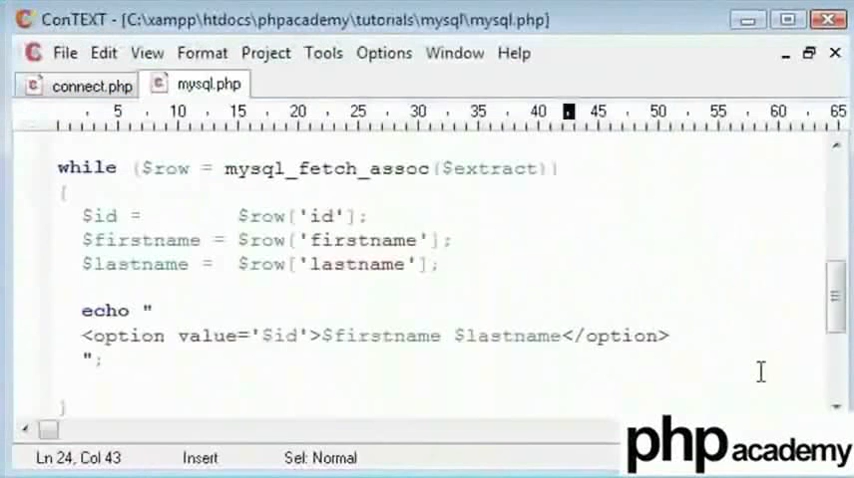 ConTEXT - [C:\xampp\htdocs\phpacademy\tutorials\mysql\mysql.php]
File Edit View Format Project Tools Options Window Help
connect.php mysql.php
5 10 15 20 25 30 35 40 45 50 55 60 65
while ($row = mysql_fetch_assoc($extract))
{
$id = $row['id'];
$firstname = $row['firstname'];
$lastname = $row['lastname'];
echo "
<option value='$id'>$firstname $lastname</option>
";
}
Ln 24, Col 43 Insert Sel: Normal
php academy